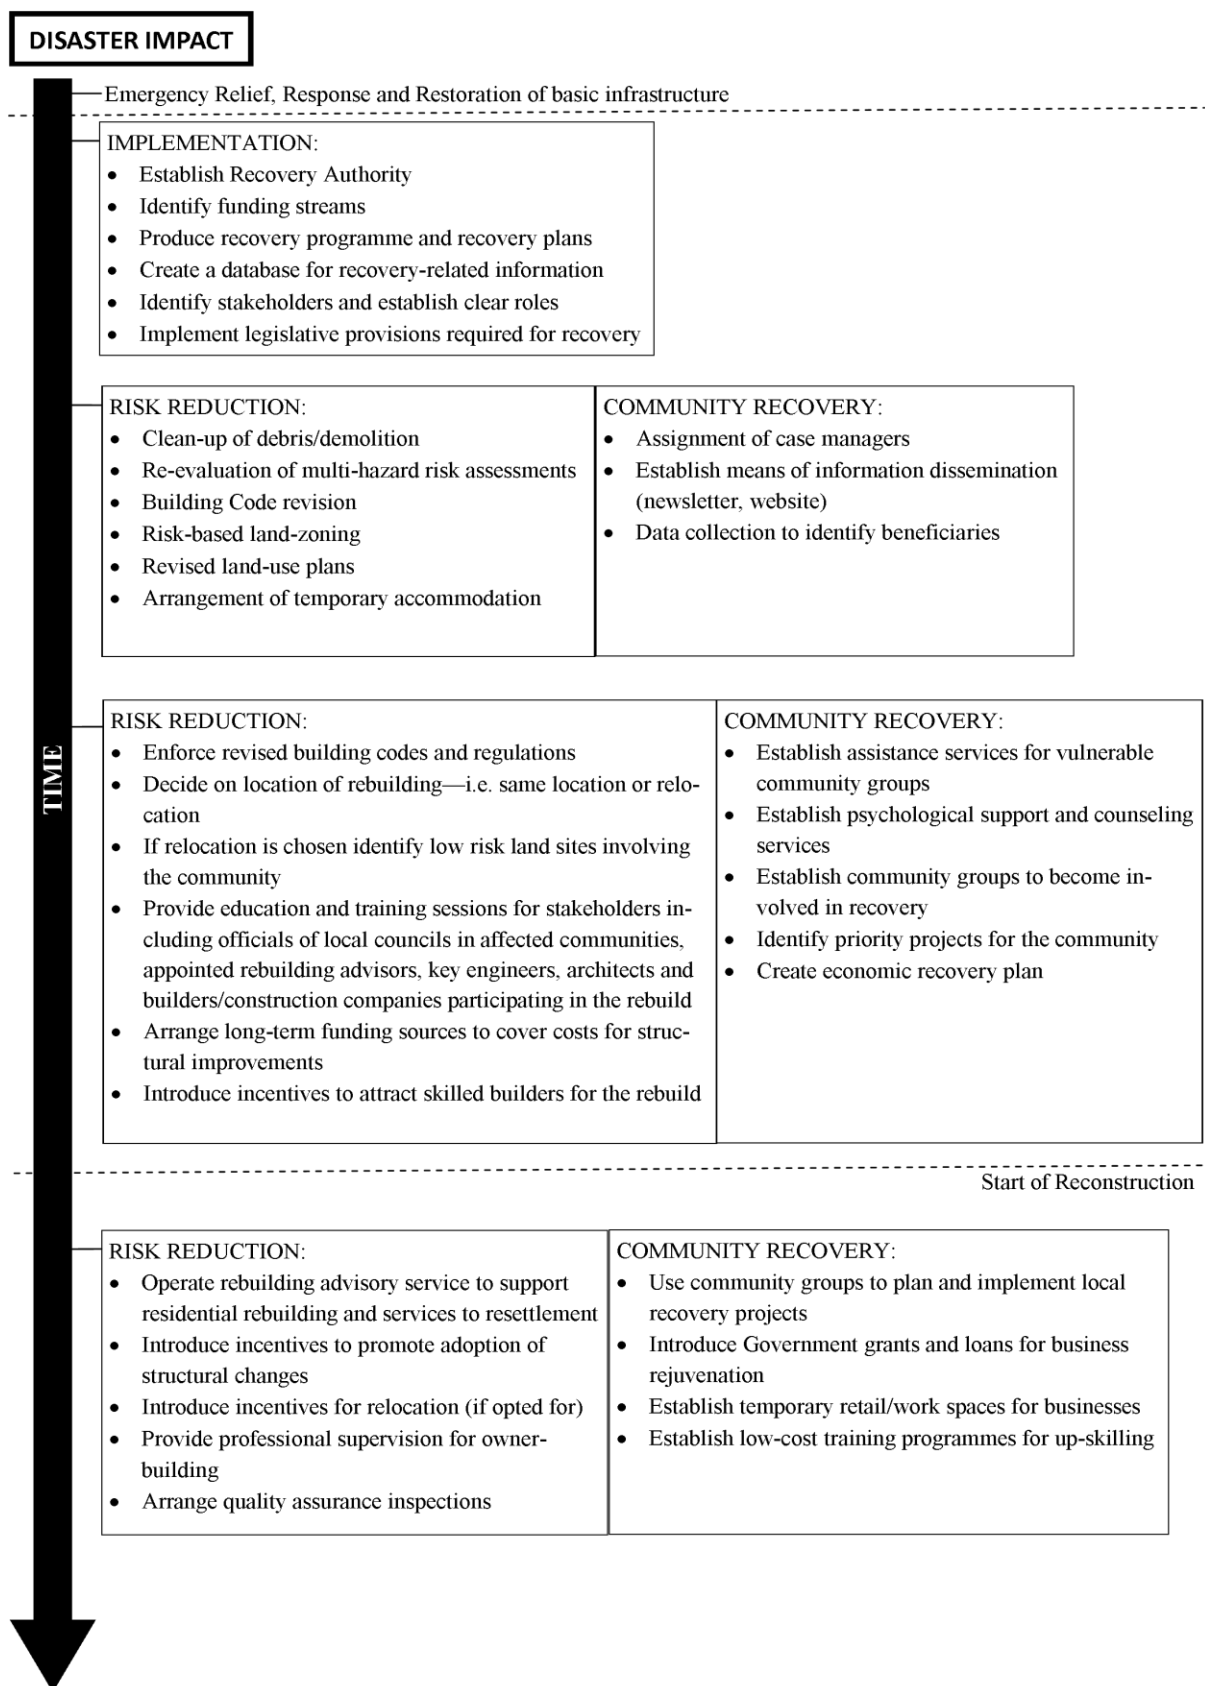 DISASTER IMPACT
Emergency Relief, Response and Restoration of basic infrastructure
IMPLEMENTATION:
• Establish Recovery Authority
• Identify funding streams
• Produce recovery programme and recovery plans
• Create a database for recovery-related information
• Identify stakeholders and establish clear roles
• Implement legislative provisions required for recovery
RISK REDUCTION:
• Clean-up of debris/demolition
• Re-evaluation of multi-hazard risk assessments
• Building Code revision
• Risk-based land-zoning
• Revised land-use plans
• Arrangement of temporary accommodation
COMMUNITY RECOVERY:
• Assignment of case managers
• Establish means of information dissemination
(newsletter, website)
• Data collection to identify beneficiaries
TIME
RISK REDUCTION:
• Enforce revised building codes and regulations
• Decide on location of rebuilding—i.e. same location or relo-
cation
• If relocation is chosen identify low risk land sites involving
the community
• Provide education and training sessions for stakeholders in-
cluding officials of local councils in affected communities,
appointed rebuilding advisors, key engineers, architects and
builders/construction companies participating in the rebuild
• Arrange long-term funding sources to cover costs for struc-
tural improvements
• Introduce incentives to attract skilled builders for the rebuild
COMMUNITY RECOVERY:
• Establish assistance services for vulnerable
community groups
• Establish psychological support and counseling
services
• Establish community groups to become in-
volved in recovery
• Identify priority projects for the community
• Create economic recovery plan
Start of Reconstruction
RISK REDUCTION:
• Operate rebuilding advisory service to support
residential rebuilding and services to resettlement
• Introduce incentives to promote adoption of
structural changes
• Introduce incentives for relocation (if opted for)
• Provide professional supervision for owner-
building
• Arrange quality assurance inspections
COMMUNITY RECOVERY:
• Use community groups to plan and implement local
recovery projects
• Introduce Government grants and loans for business
rejuvenation
• Establish temporary retail/work spaces for businesses
• Establish low-cost training programmes for up-skilling